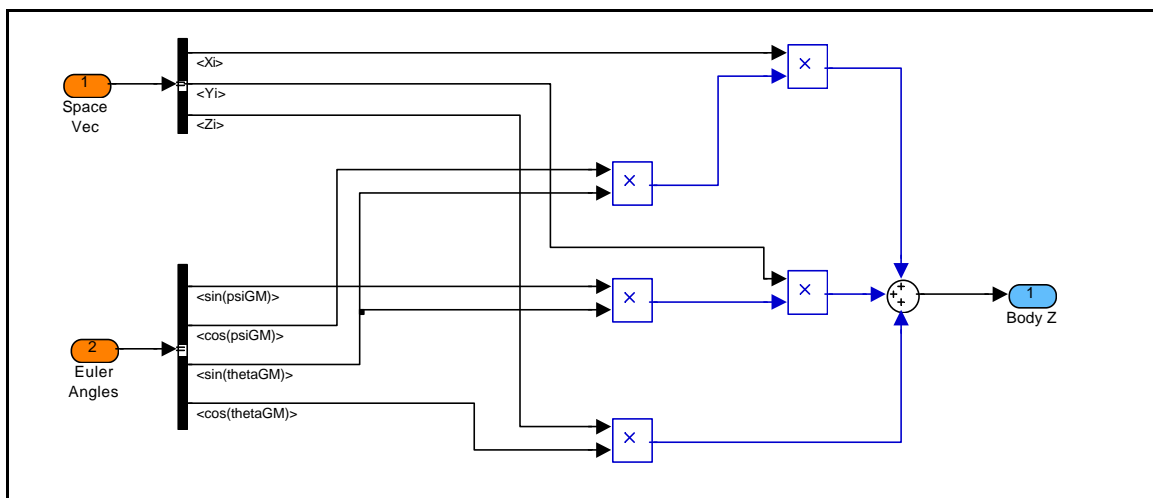 <Xi>
1
<Yi>
Space
Vec
<Zi>
×
×
<sin(psiGM)>
×
×
+
+
+
1
Body Z
<cos(psiGM)>
2
Euler
Angles
<sin(thetaGM)>
<cos(thetaGM)>
×